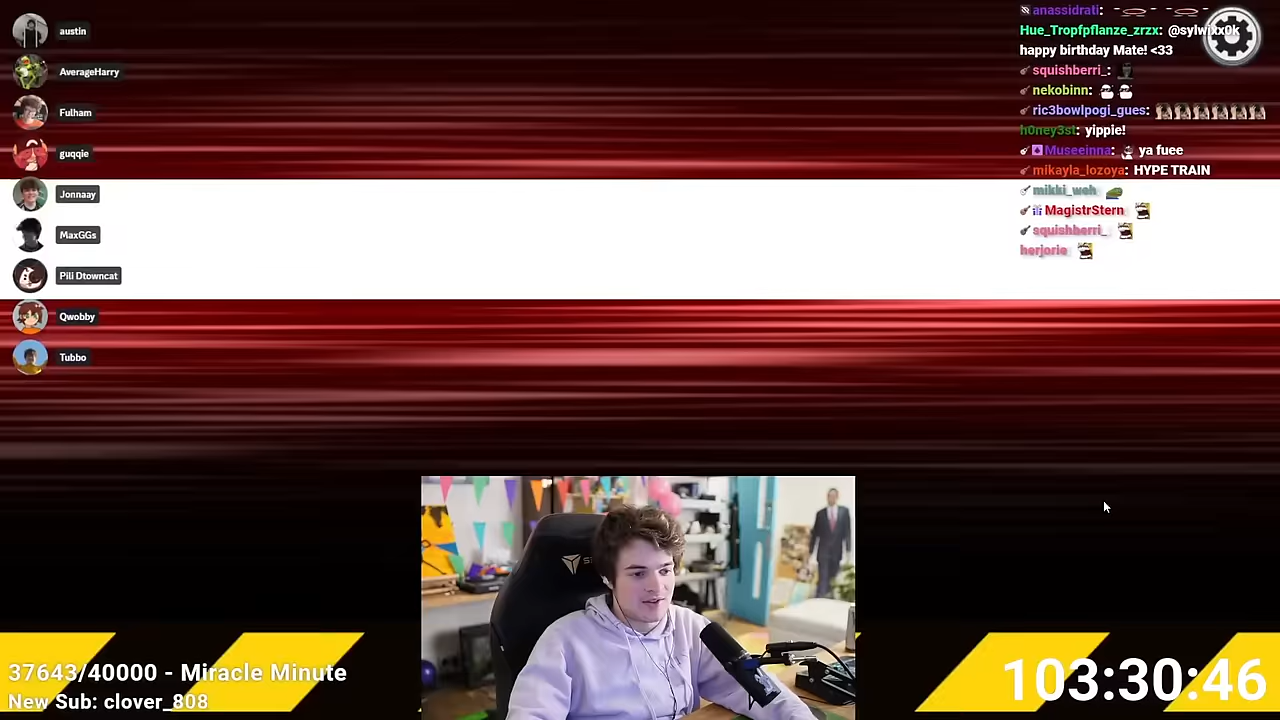 austin
AverageHarry
Fulham
guqqie
Jonnaay
MaxGGs
Pili Dtowncat
Qwobby
Tubbo
anassidrati:
Hue_Tropfpflanze_zrzx: @sylwixx0k
happy birthday Mate! <33
squishberri_:
nekobinn:
ric3bowlpogi_gues:
h0ney3st: yippie!
Museeinna: ya fuee
mikayla_lozoya: HYPE TRAIN
mikki_weh
MagistrStern
squishberri_
herjorie
37643/40000 - Miracle Minute
New Sub: clover_808
103:30:46